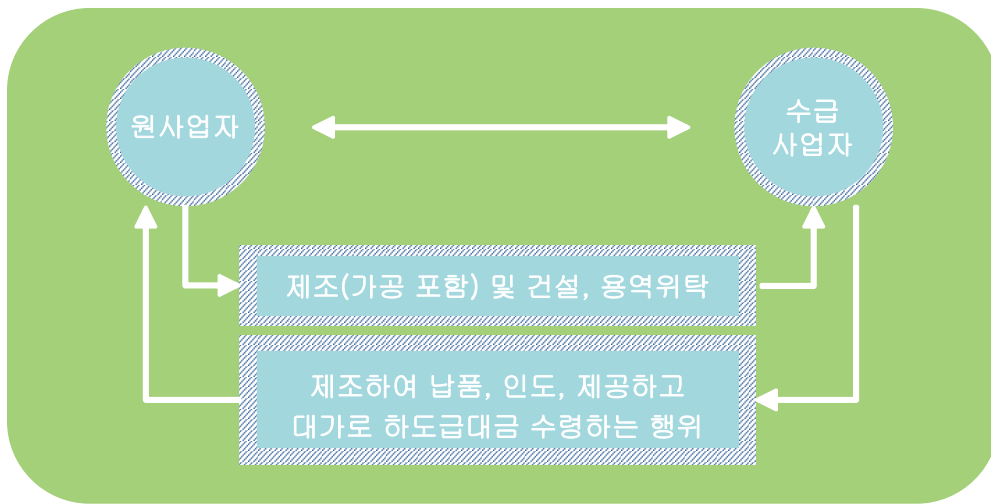 원사업자
수급
사업자
제조(가공 포함) 및 건설, 용역위탁
제조하여 납품, 인도, 제공하고
대가로 하도급대금 수령하는 행위